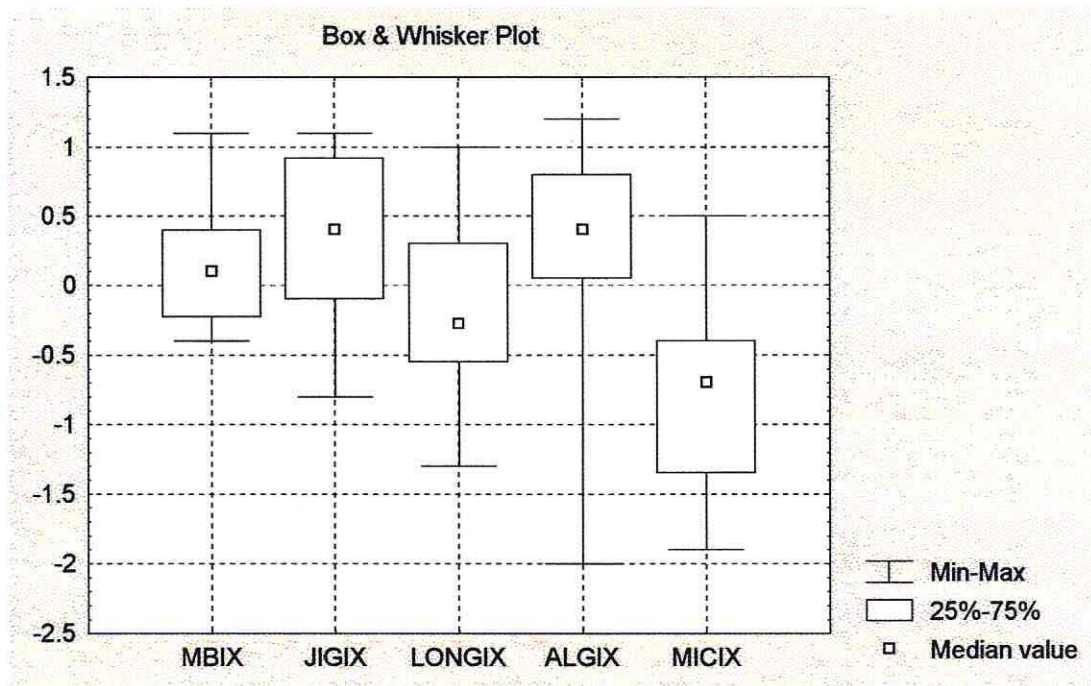 Box & Whisker Plot
1.5
1
0.5
0
-0.5
-1
-1.5
-2
-2.5
MBIX JIGIX LONGIX ALGIX MICIX
Min-Max
25%-75%
Median value